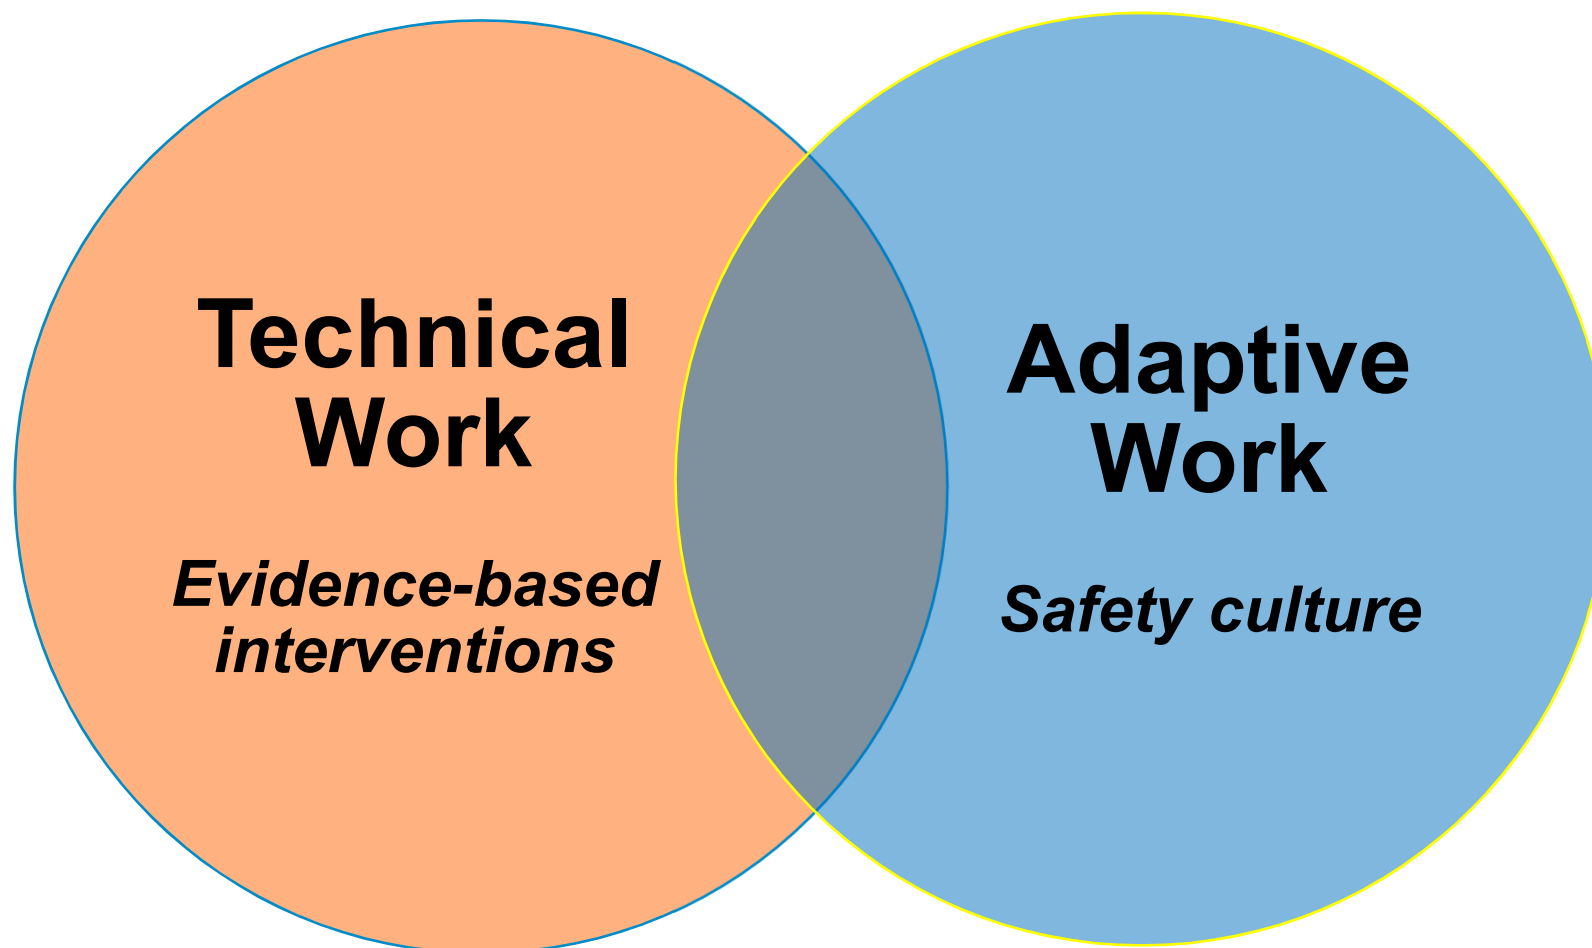 Technical
Work
Evidence-based
interventions
Adaptive
Work
Safety culture